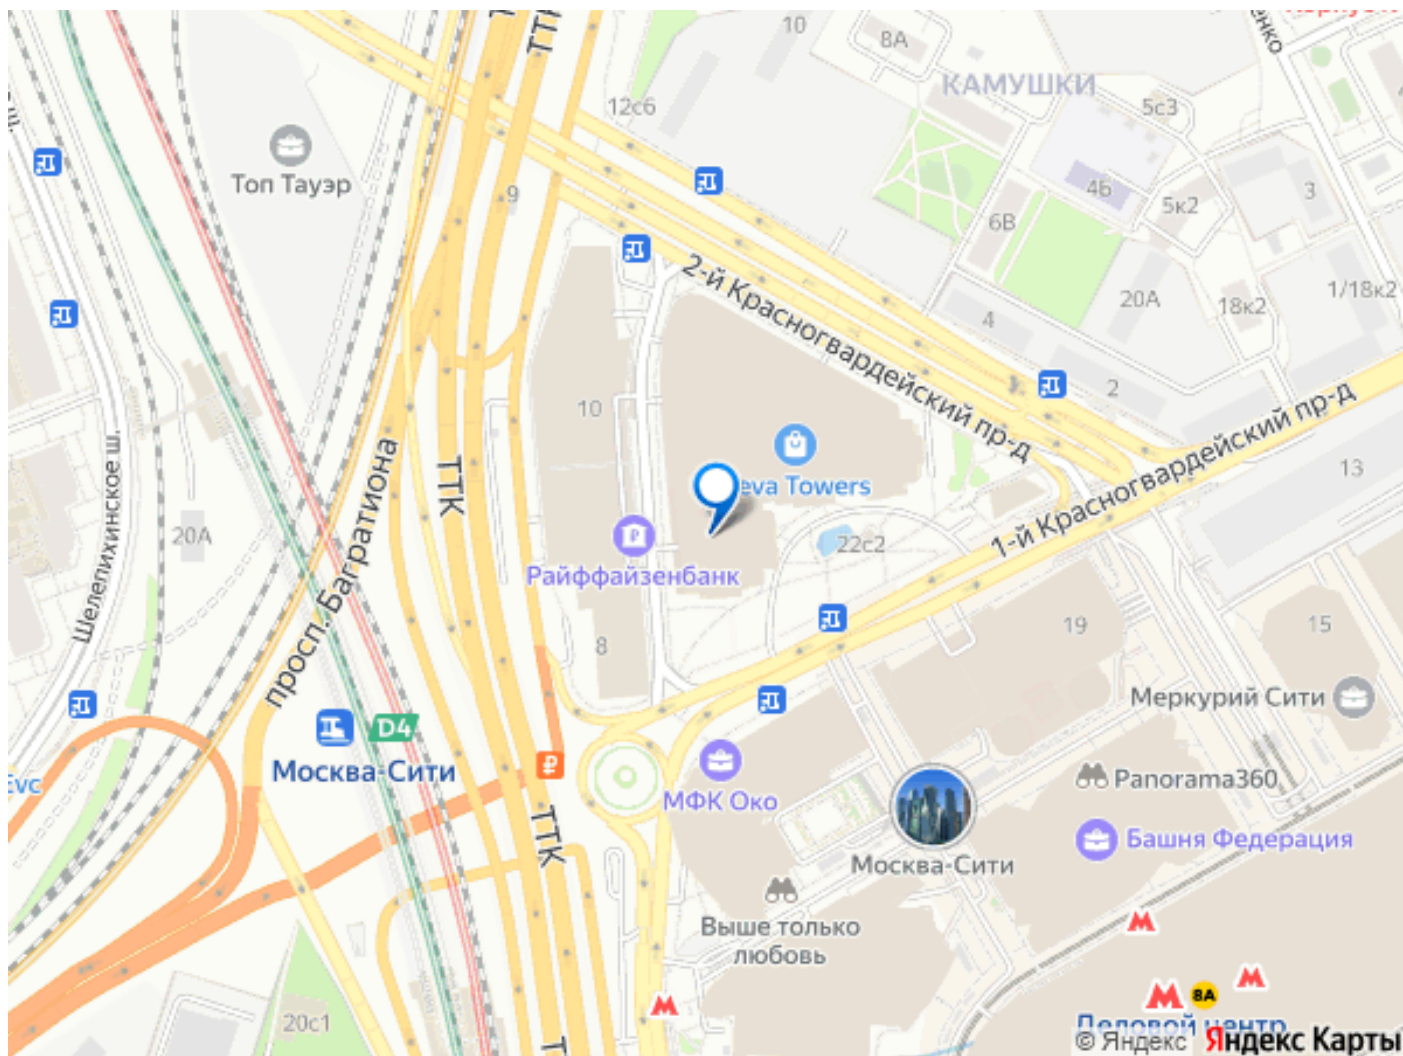 ТТК
10
8А
КАМУШКИ
12с6
5с3
Топ Тауэр
9
4Б
5к2
3
6В
2-й Красногвардейский пр-д
20А
18к2
1/18к2
4
2
10
просп. Багратиона
ТТК
eva Towers
1-й Красногвардейский пр-д
13
Шелепихинское ш.
20А
22с2
Райффайзенбанк
8
19
15
Меркурий Сити
D4
Москва-Сити
₽
МФК Око
Panorama360
Башня Федерация
ТТК
Москва-Сити
Выше только
любовь
20с1
8А
Деловой центр
© Яндекс Яндекс Карты